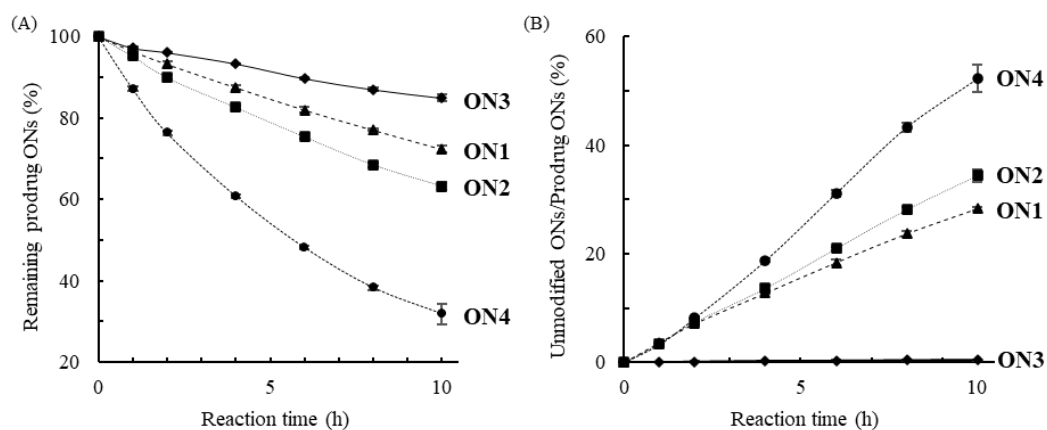 (A)
Remaining prodrug ONs (%)
100
80
60
40
20
0
5
10
Reaction time (h)
ON3
ON1
ON2
ON4
(B)
Unmodified ONs/Prodrug ONs (%)
60
40
20
0
0
5
10
Reaction time (h)
ON4
ON2
ON1
ON3